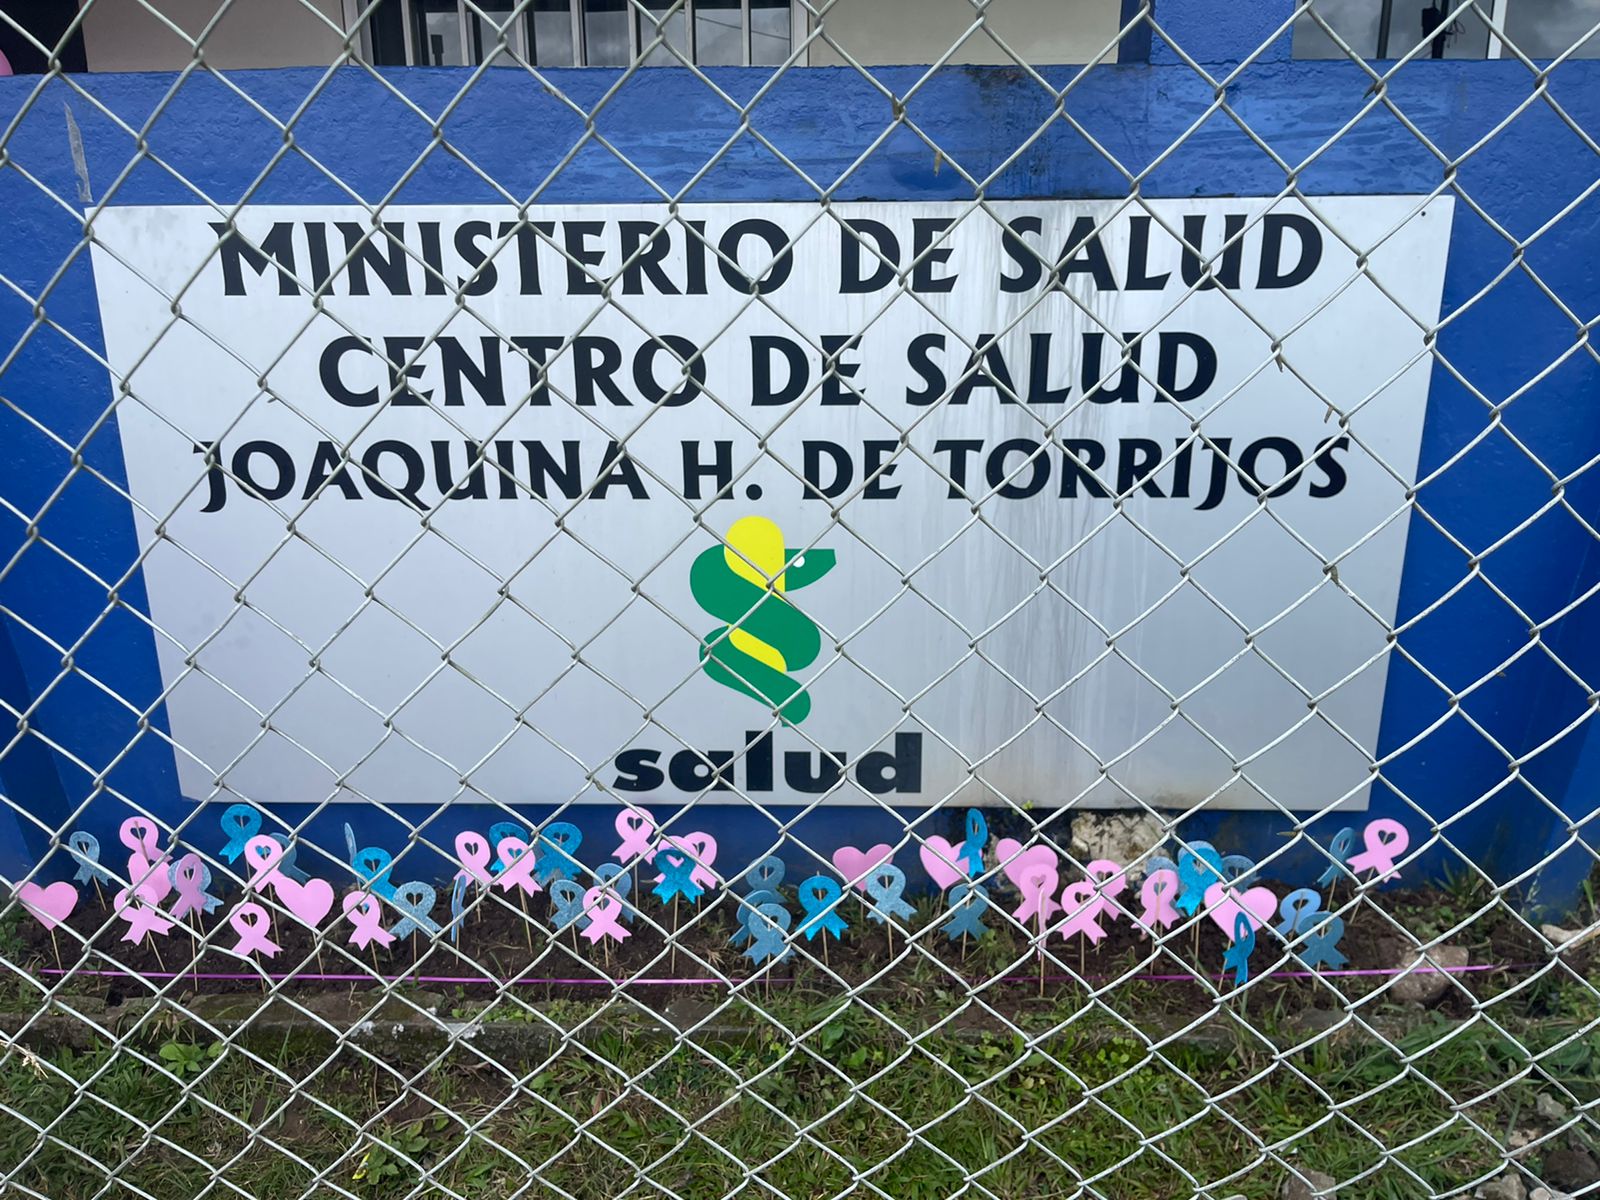 MINISTERIO DE SALUD
CENTRO DE SALUD
JOAQUINA H. DE TORRIJOS
salud